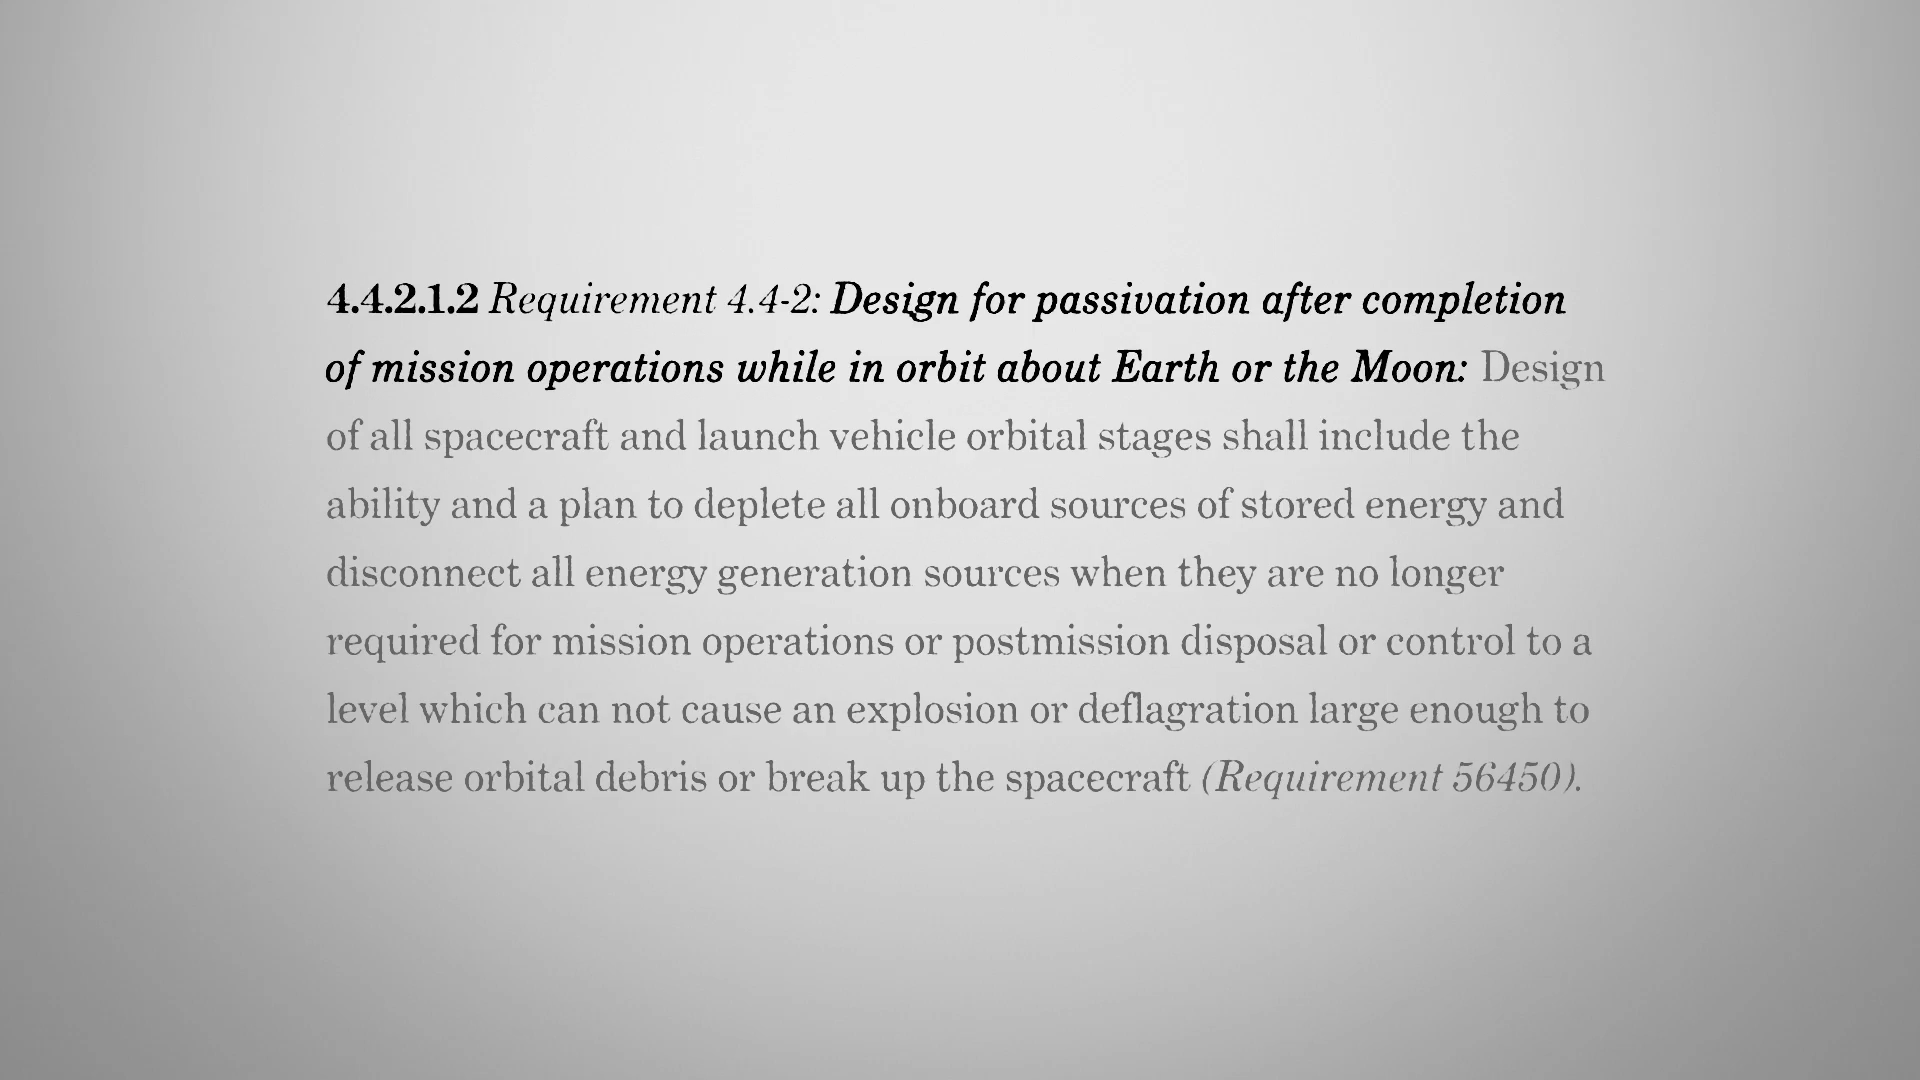 4.4.2.1.2 Requirement 4.4-2: Design for passivation after completion
of mission operations while in orbit about Earth or the Moon: Design
of all spacecraft and launch vehicle orbital stages shall include the
ability and a plan to deplete all onboard sources of stored energy and
disconnect all energy generation sources when they are no longer
required for mission operations or postmission disposal or control to a
level which can not cause an explosion or deflagration large enough to
release orbital debris or break up the spacecraft (Requirement 56450).